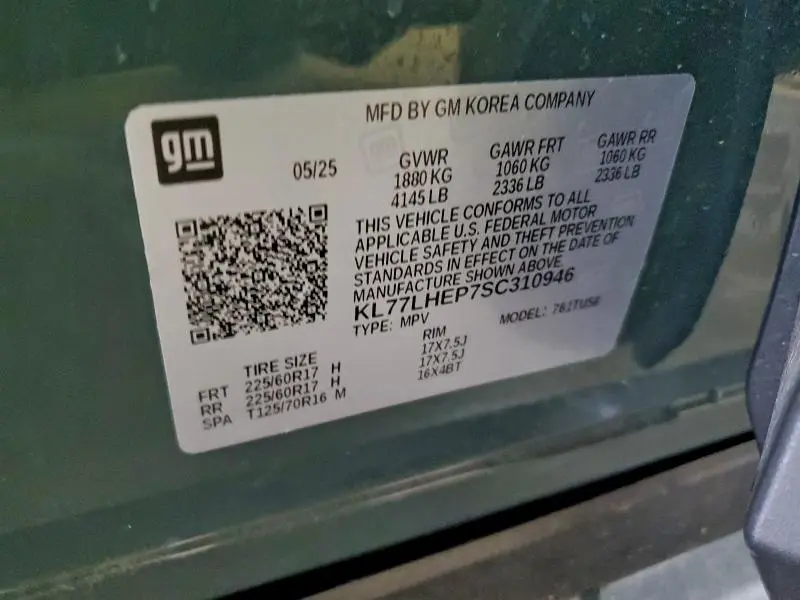 MFD BY GM KOREA COMPANY
gm
05/25
GVWR GAWR FRT GAWR RR
1880 KG 1060 KG 1060 KG
4145 LB 2336 LB 2336 LB
THIS VEHICLE CONFORMS TO ALL
APPLICABLE U.S. FEDERAL MOTOR
VEHICLE SAFETY AND THEFT PREVENTION
STANDARDS IN EFFECT ON THE DATE OF
MANUFACTURE SHOWN ABOVE.
KL77LHEP7SC310946
TYPE: MPV MODEL:
TIRE SIZE RIM
FRT 225/60R17 H 17X7.5J
RR 225/60R17 H 17X7.5J
SPA T125/70R16 M 16X4BT